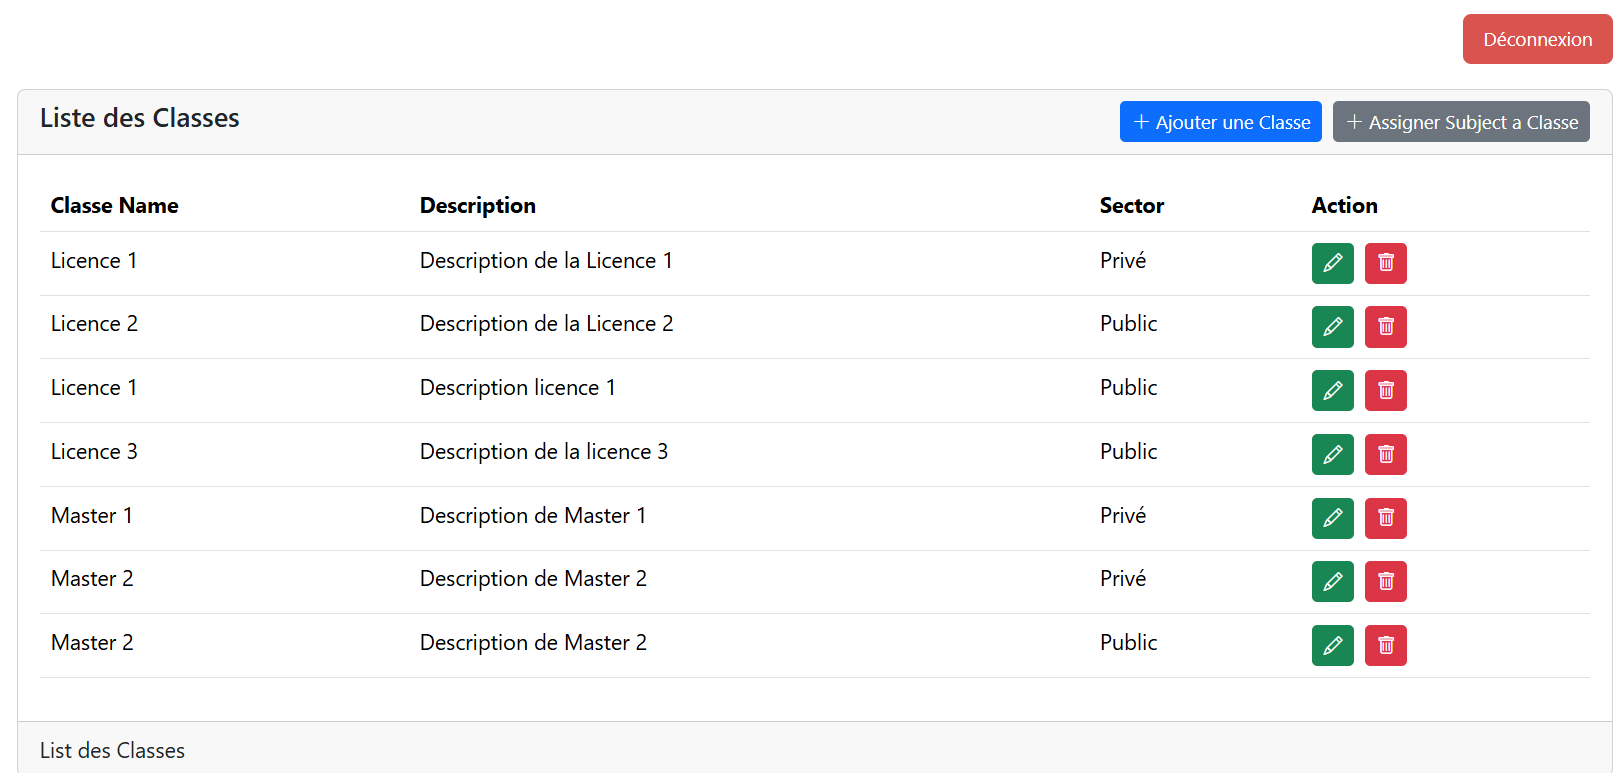 Déconnexion
Liste des Classes
+ Ajouter une Classe
+ Assigner Subject a Classe
Classe Name Description Sector Action
Licence 1 Description de la Licence 1 Privé
Licence 2 Description de la Licence 2 Public
Licence 1 Description licence 1 Public
Licence 3 Description de la licence 3 Public
Master 1 Description de Master 1 Privé
Master 2 Description de Master 2 Privé
Master 2 Description de Master 2 Public
List des Classes